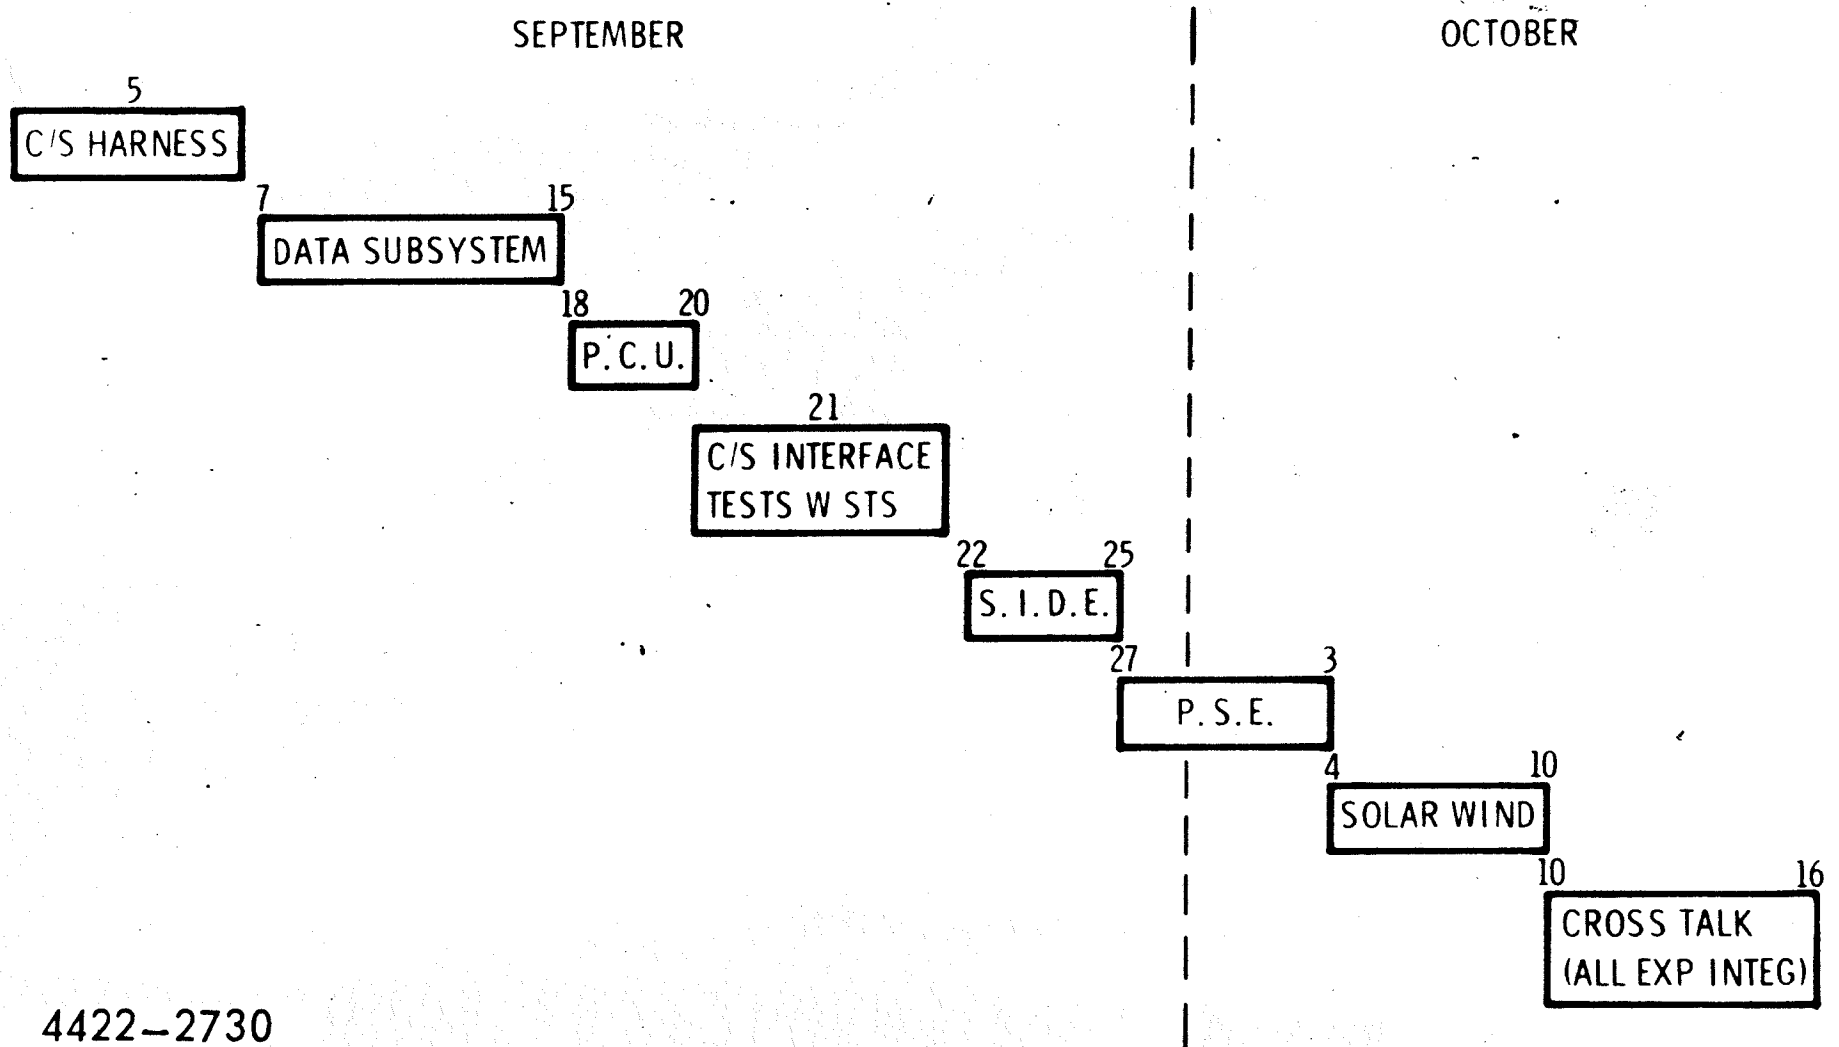 SEPTEMBER
OCTOBER
5
C/S HARNESS
7 15
DATA SUBSYSTEM
18 20
P.C.U.
21
C/S INTERFACE
TESTS W STS
22 25
S.I.D.E.
27 3
P.S.E.
4 10
SOLAR WIND
10 16
CROSS TALK
(ALL EXP INTEG)
4422-2730